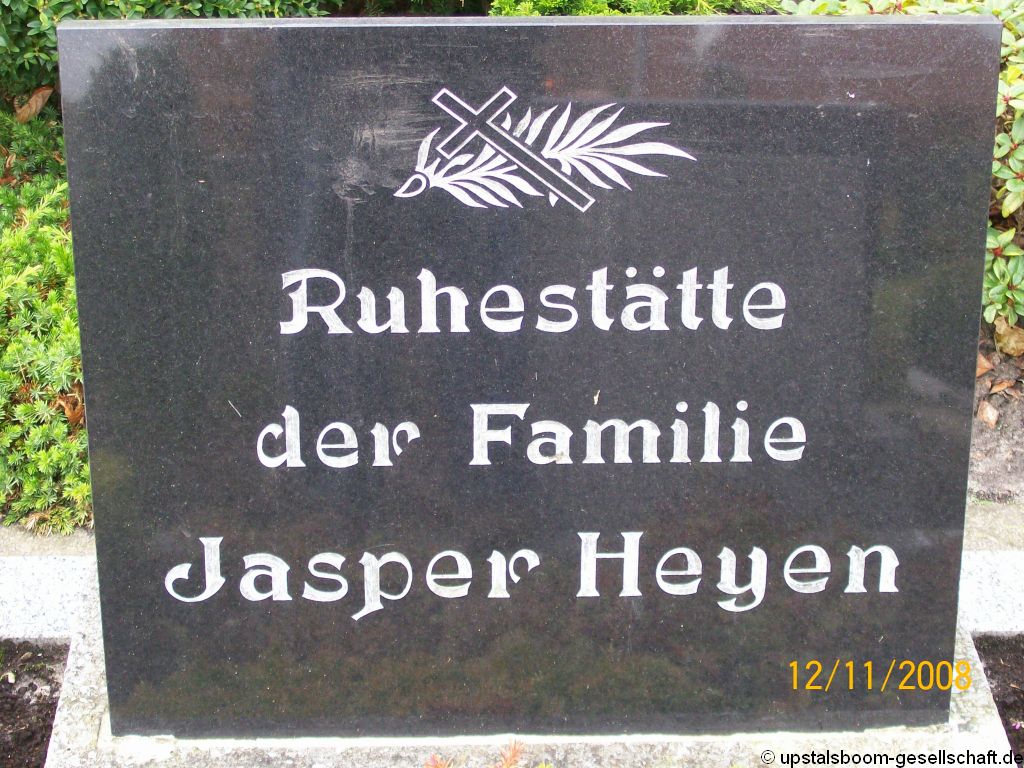 Ruhestätte
der Familie
Jasper Heyen
12/11/2008
© upstalsboom-gesellschaft.de